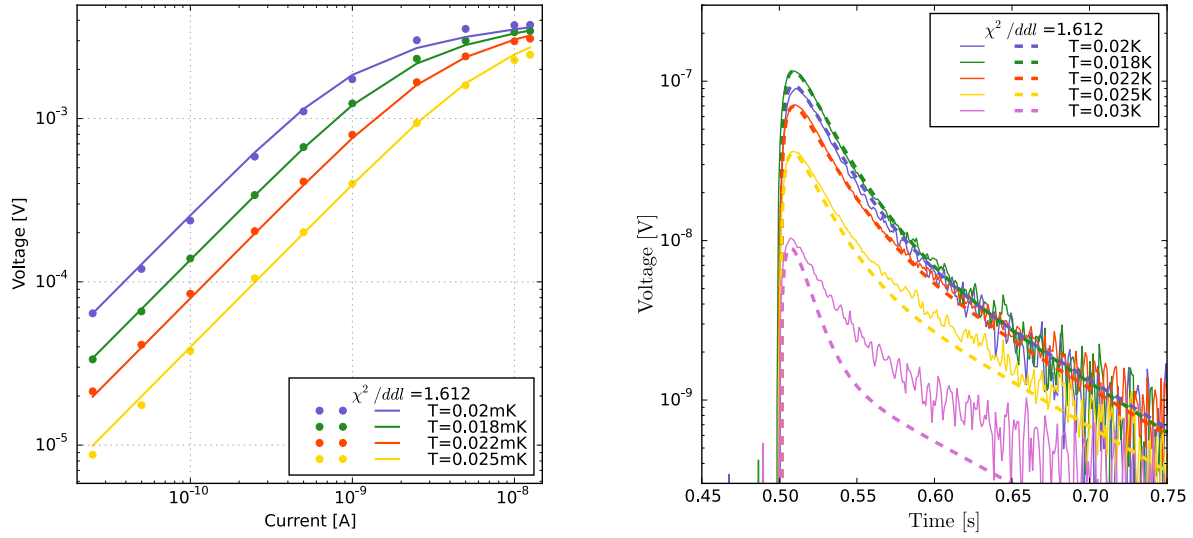 10⁻³
10⁻⁴
10⁻⁵
Voltage [V]
10⁻¹⁰
10⁻⁹
10⁻⁸
Current [A]
χ² /ddl =1.612
T=0.02mK
T=0.018mK
T=0.022mK
T=0.025mK
10⁻⁷
10⁻⁸
10⁻⁹
Voltage [V]
0.45
0.50
0.55
0.60
0.65
0.70
0.75
Time [s]
χ² /ddl =1.612
T=0.02K
T=0.018K
T=0.022K
T=0.025K
T=0.03K